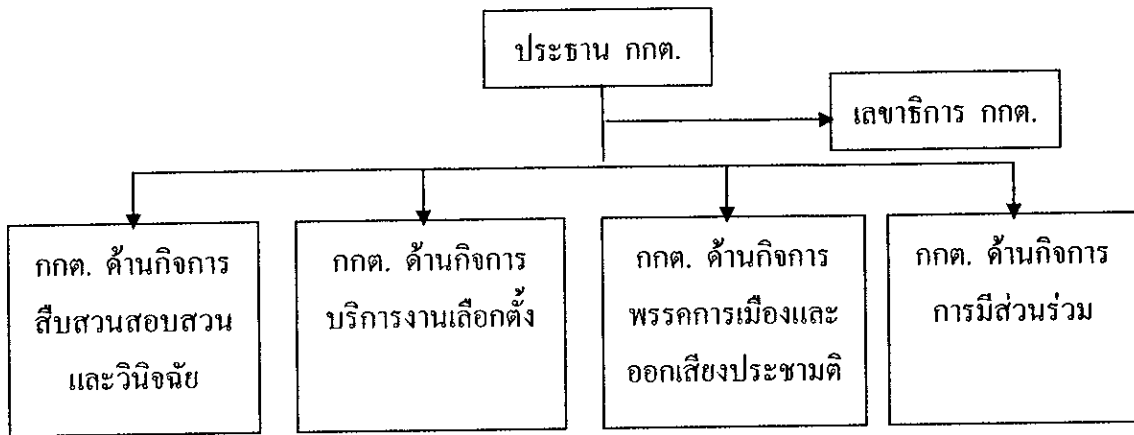 ประธาน กกต.
เลขาธิการ กกต.
กกต. ด้านกิจการ
สืบสวนสอบสวน
และวินิจฉัย
กกต. ด้านกิจการ
บริการงานเลือกตั้ง
กกต. ด้านกิจการ
พรรคการเมืองและ
ออกเสียงประชามติ
กกต. ด้านกิจการ
การมีส่วนร่วม